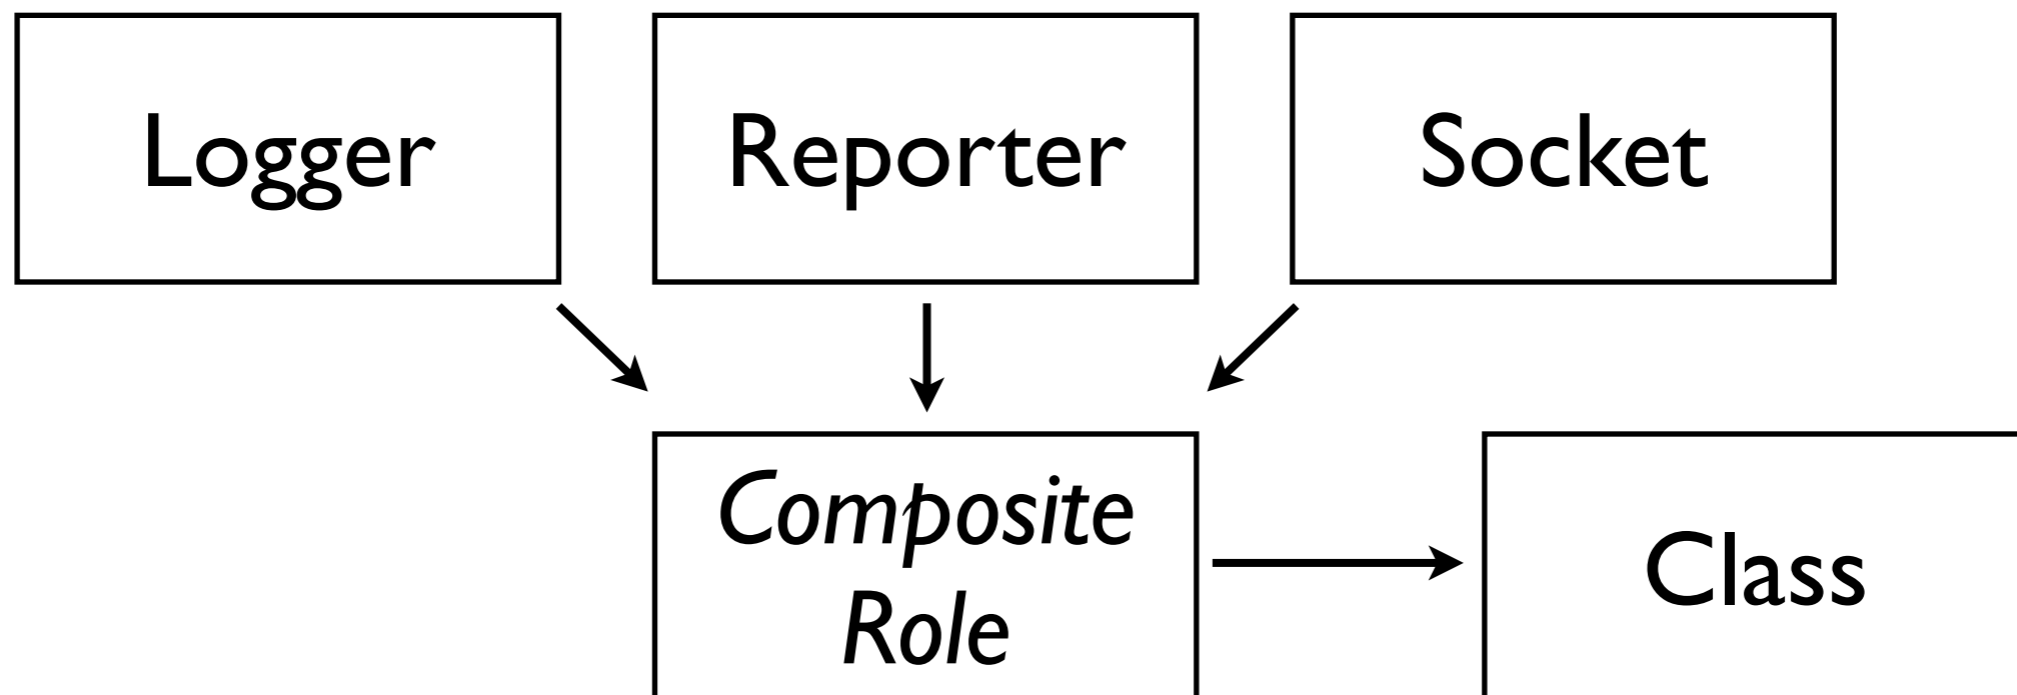 Logger
Reporter
Socket
Composite
Role
Class